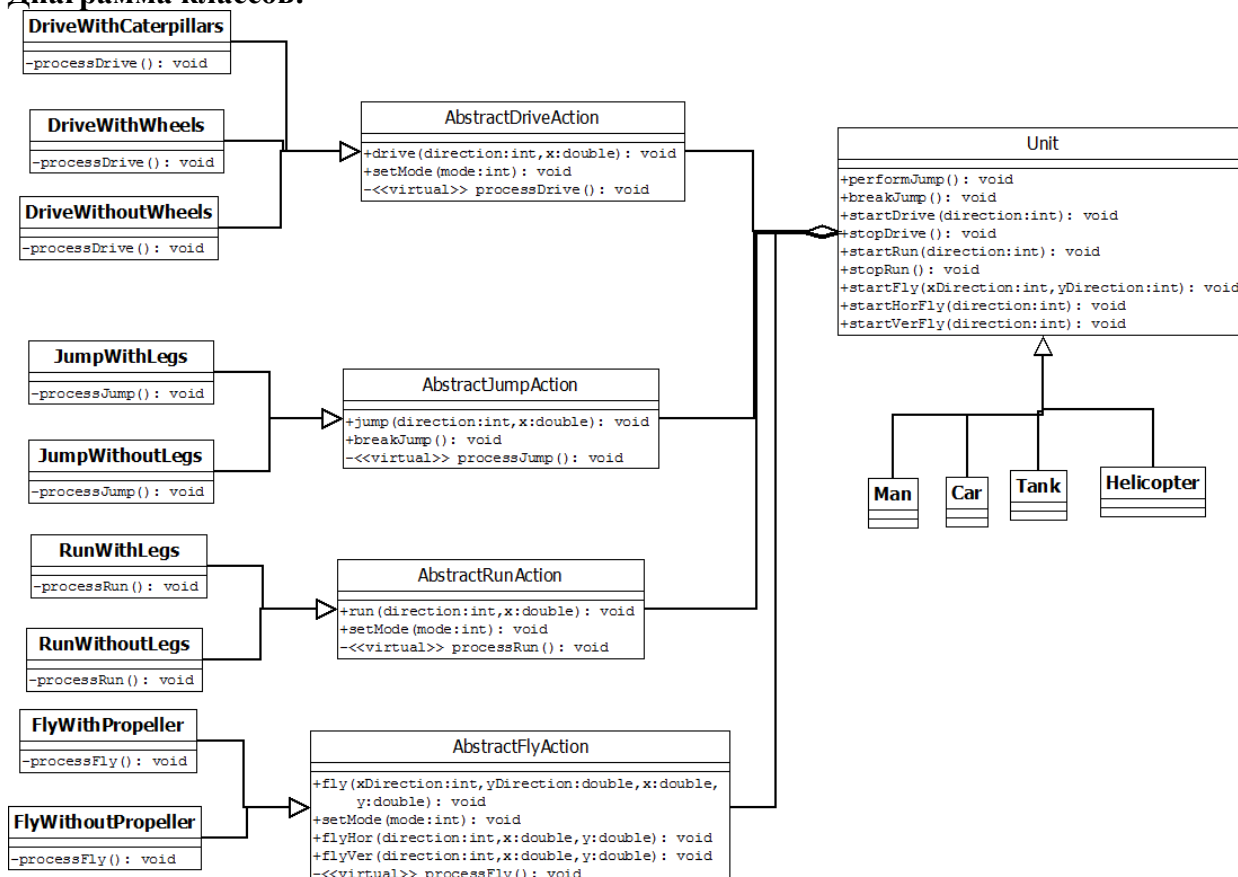 Диаграмма классов:
DriveWithCaterpillars
-processDrive(): void
DriveWithWheels
-processDrive(): void
DriveWithoutWheels
-processDrive(): void
AbstractDriveAction
+drive(direction:int,x:double): void
+setMode(mode:int): void
-<<virtual>> processDrive(): void
Unit
+performJump(): void
+breakJump(): void
+startDrive(direction:int): void
+stopDrive(): void
+startRun(direction:int): void
+stopRun(): void
+startFly(xDirection:int,yDirection:int): void
+startHorFly(direction:int): void
+startVerFly(direction:int): void
JumpWithLegs
-processJump(): void
JumpWithoutLegs
-processJump(): void
AbstractJumpAction
+jump(direction:int,x:double): void
+breakJump(): void
-<<virtual>> processJump(): void
Man
Car
Tank
Helicopter
RunWithLegs
-processRun(): void
RunWithoutLegs
-processRun(): void
AbstractRunAction
+run(direction:int,x:double): void
+setMode(mode:int): void
-<<virtual>> processRun(): void
FlyWithPropeller
-processFly(): void
FlyWithoutPropeller
-processFly(): void
AbstractFlyAction
+fly(xDirection:int,yDirection:double,x:double,
y:double): void
+setMode(mode:int): void
+flyHor(direction:int,x:double,y:double): void
+flyVer(direction:int,x:double,y:double): void
-<<virtual>> processFly(): void